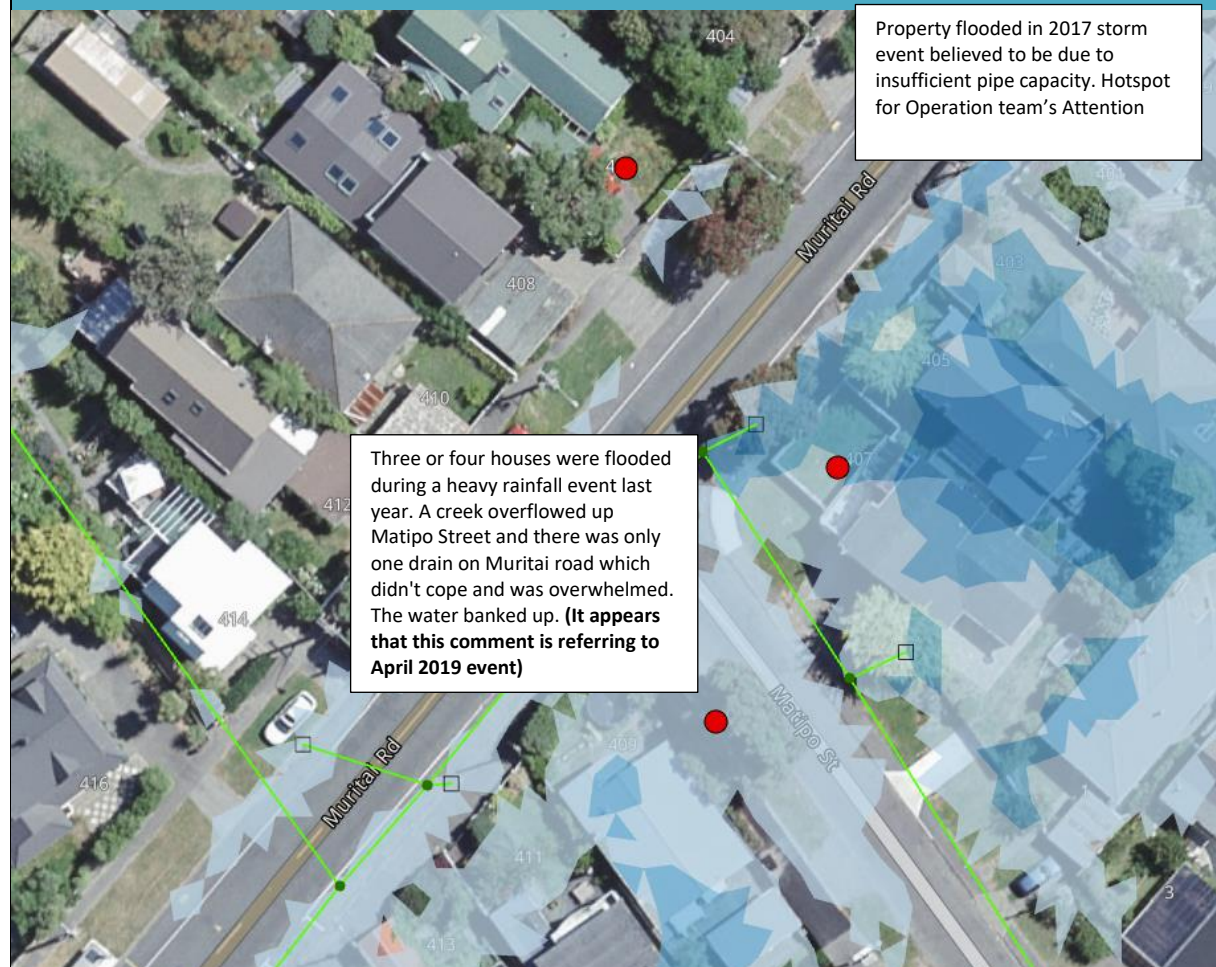 404
Property flooded in 2017 storm
event believed to be due to
insufficient pipe capacity. Hotspot
for Operation team’s Attention
Muritai Rd
403
408
405
410
407
Three or four houses were flooded
during a heavy rainfall event last
year. A creek overflowed up
Matipo Street and there was only
one drain on Muritai road which
didn't cope and was overwhelmed.
The water banked up. (It appears
that this comment is referring to
April 2019 event)
412
414
Matipo St
409
416
Muritai Rd
1
411
3
413